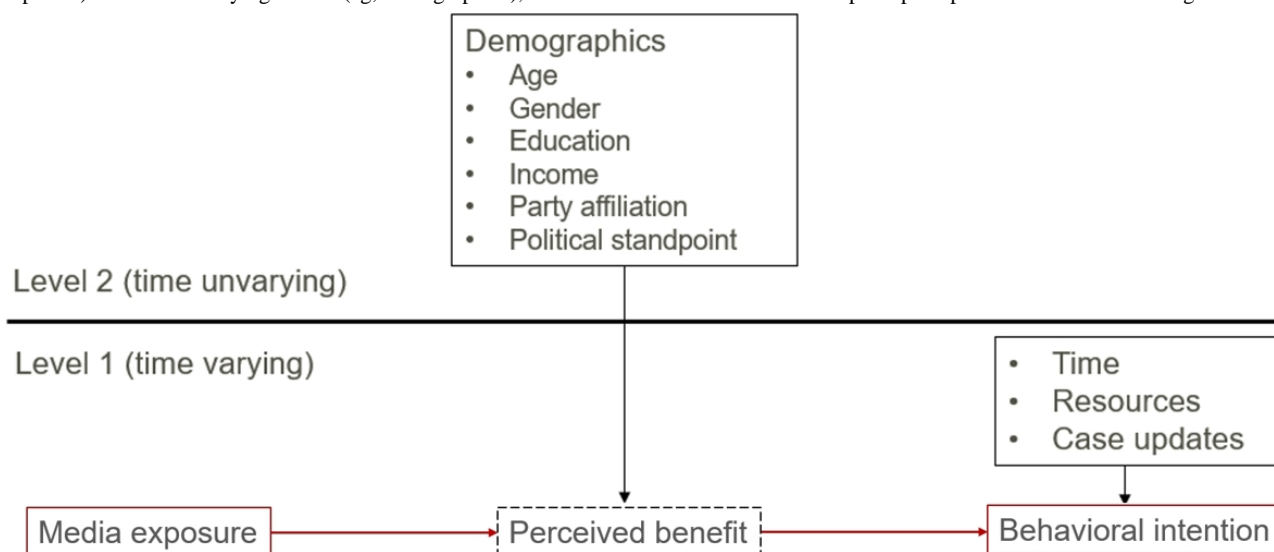 Demographics
• Age
• Gender
• Education
• Income
• Party affiliation
• Political standpoint
Level 2 (time unvarying)
Level 1 (time varying)
• Time
• Resources
• Case updates
Media exposure
Perceived benefit
Behavioral intention